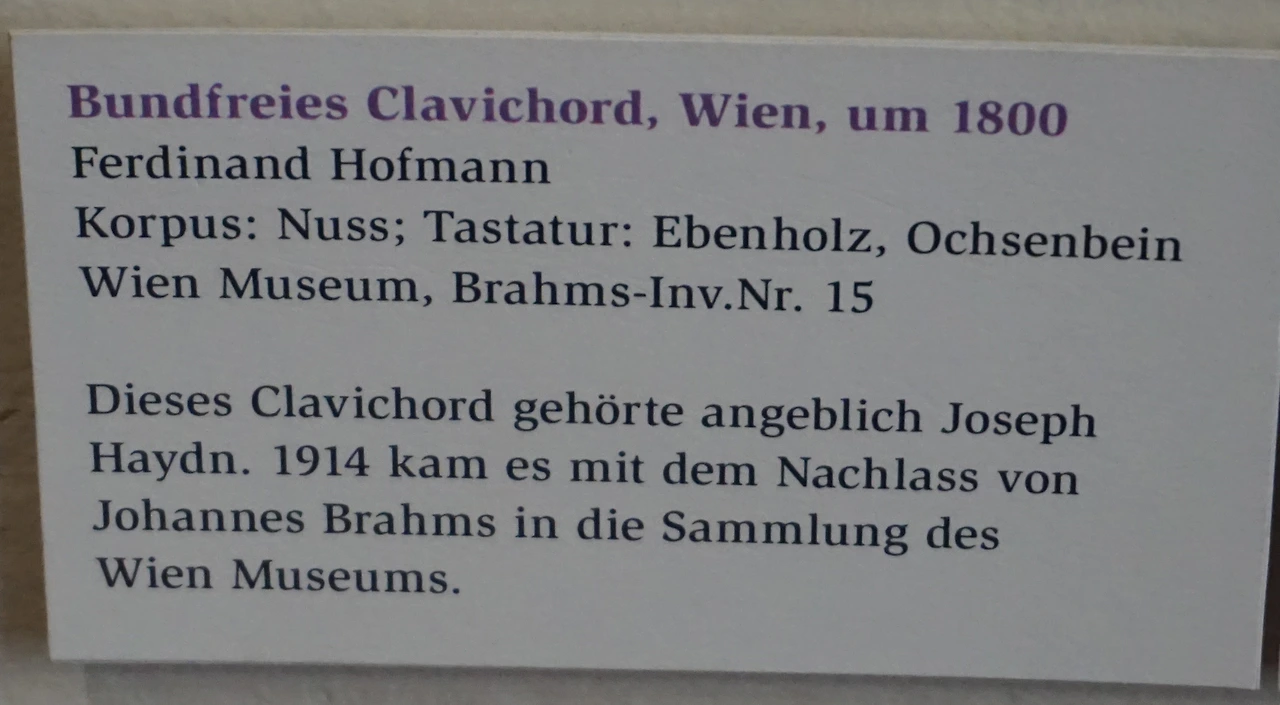 Bundfreies Clavichord, Wien, um 1800
Ferdinand Hofmann
Korpus: Nuss; Tastatur: Ebenholz, Ochsenbein
Wien Museum, Brahms-Inv.Nr. 15
Dieses Clavichord gehörte angeblich Joseph
Haydn. 1914 kam es mit dem Nachlass von
Johannes Brahms in die Sammlung des
Wien Museums.